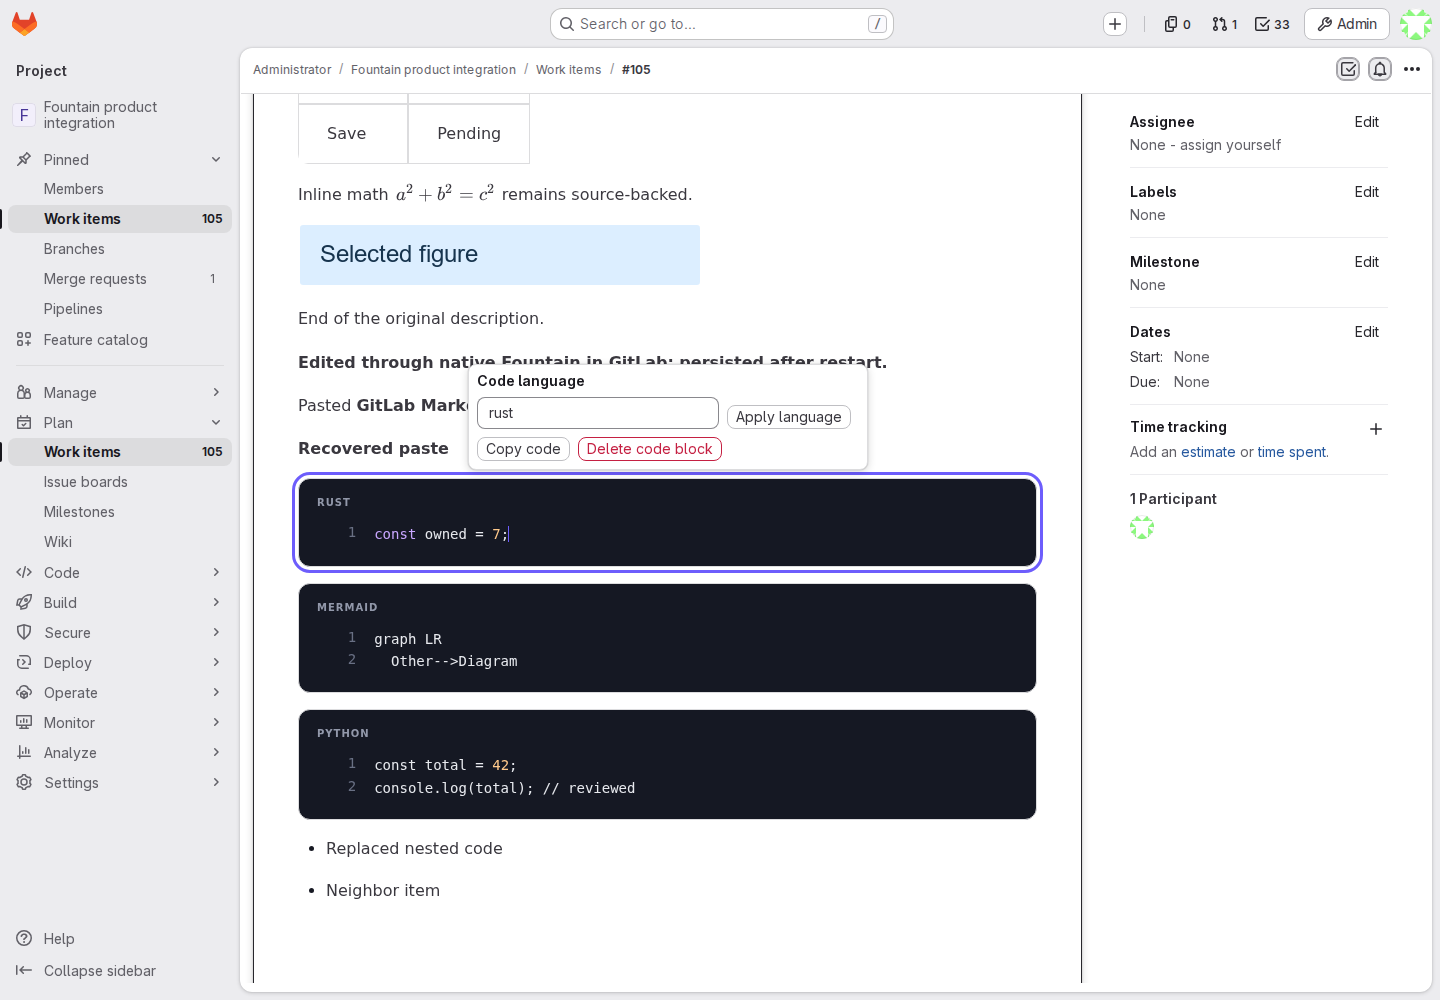 Search or go to...
/
0
1
33
Admin
Project
F
Fountain product integration
Pinned
Members
Work items 105
Branches
Merge requests 1
Pipelines
Feature catalog
Manage
Plan
Work items 105
Issue boards
Milestones
Wiki
Code
Build
Secure
Deploy
Operate
Monitor
Analyze
Settings
Help
Collapse sidebar
Administrator / Fountain product integration / Work items / #105
Save Pending
Inline math a² + b² = c² remains source-backed.
Selected figure
End of the original description.
Edited through native Fountain in GitLab; persisted after restart.
Pasted GitLab Mark
Recovered paste
Code language
rust
Apply language
Copy code
Delete code block
RUST
1 const owned = 7;
MERMAID
1 graph LR
2 Other-->Diagram
PYTHON
1 const total = 42;
2 console.log(total); // reviewed
• Replaced nested code
• Neighbor item
Assignee Edit
None - assign yourself
Labels Edit
None
Milestone Edit
None
Dates Edit
Start: None
Due: None
Time tracking
Add an estimate or time spent.
1 Participant